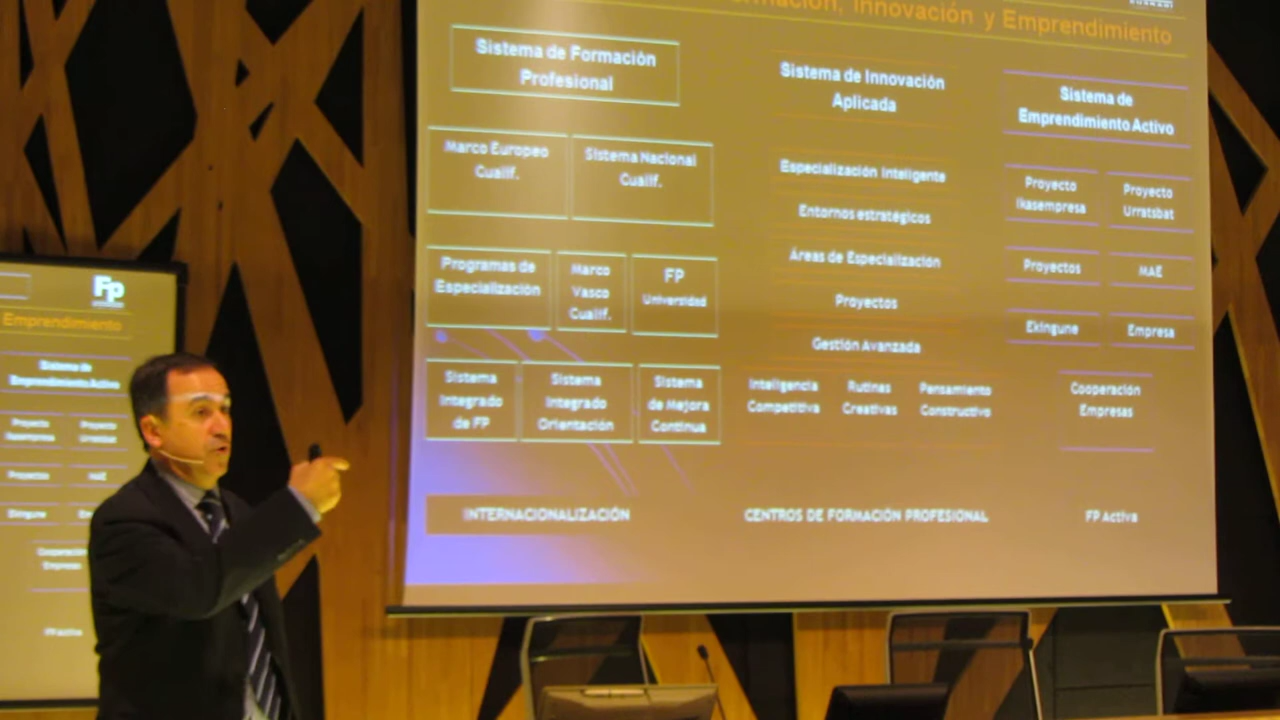 Formación, Innovación y Emprendimiento
Sistema de Formación
Profesional
Marco Europeo
Cualif.
Sistema Nacional
Cualif.
Programas de
Especialización
Marco
Vasco
Cualif.
FP
Universidad
Sistema
Integrado
de FP
Sistema
Integrado
Orientación
Sistema
de Mejora
Continua
INTERNACIONALIZACIÓN
Sistema de Innovación
Aplicada
Especialización Inteligente
Entornos estratégicos
Áreas de Especialización
Proyectos
Gestión Avanzada
Inteligencia
Competitiva
Rutinas
Creativas
Pensamiento
Constructivo
CENTROS DE FORMACIÓN PROFESIONAL
Sistema de
Emprendimiento Activo
Proyecto
Ikasempresa
Proyecto
Urratsbat
Proyectos
MAE
Ekingune
Empresa
Cooperación
Empresas
FP Activa
Fp
Emprendimiento
Sistema de
Emprendimiento Activo
Proyecto
Ikasempresa
Proyecto
Urratsbat
Proyectos
MAE
Ekingune
Cooperación
Empresas
FP Activa